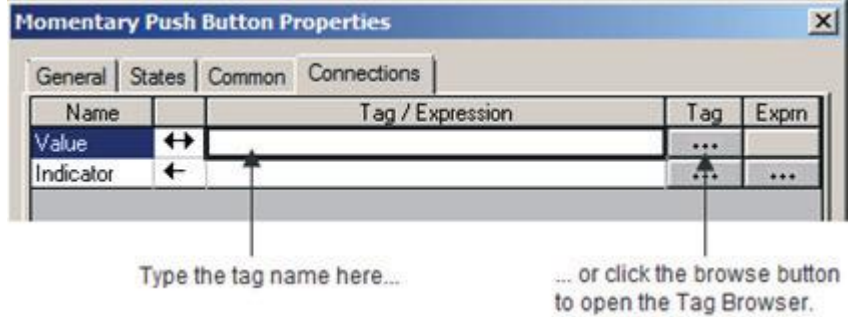 Momentary Push Button Properties
General States Common Connections
Name Tag / Expression Tag Exprn
Value ...
Indicator ... ...
Type the tag name here...
... or click the browse button
to open the Tag Browser.